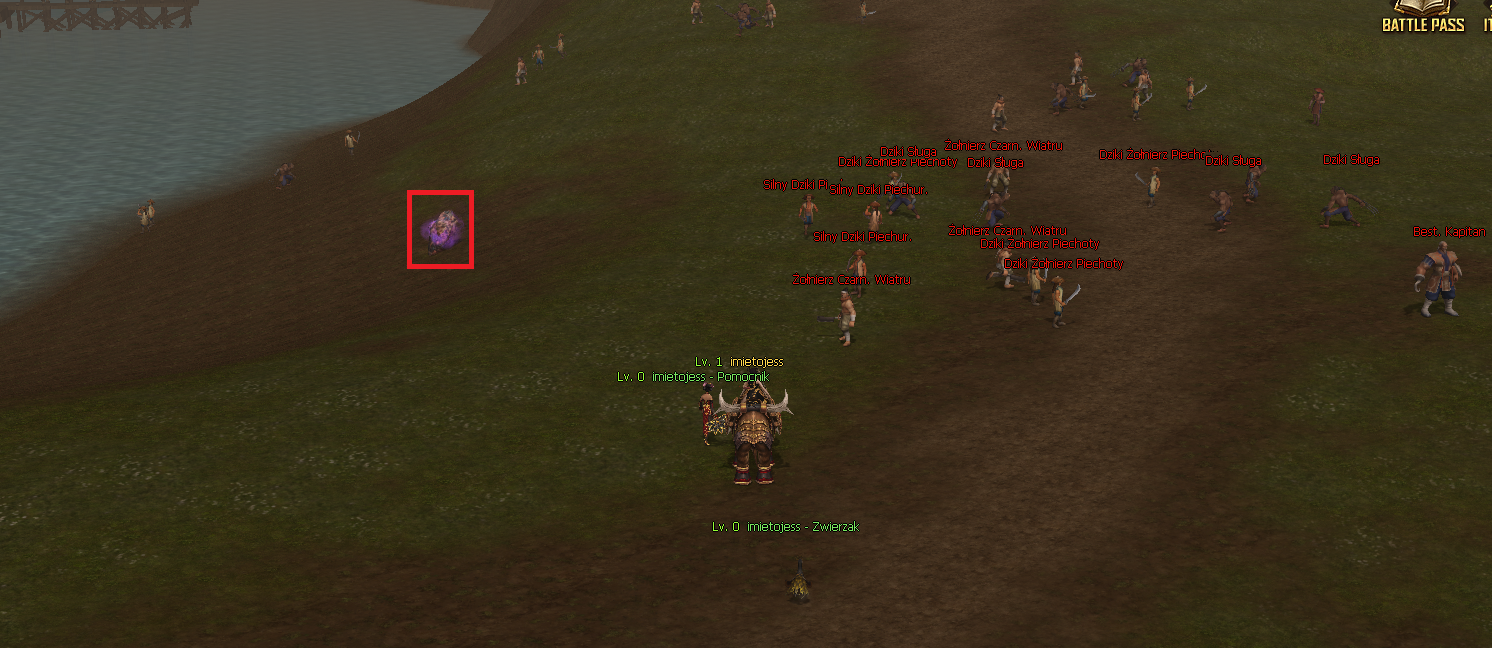 BATTLE PASS
Żołnierz Czarn. Wiatru
Dziki Sługa
Dziki Żołnierz Piechoty
Dziki Sługa
Dziki Żołnierz
Dziki Sługa
Dziki Sługa
Silny Dziki
Silny Dziki Piechur.
Żołnierz Czarn. Wiatru
Best. Kapitan
Silny Dziki Piechur.
Dziki Żołnierz Piechoty
Dziki Żołnierz Piechoty
Żołnierz Czarn. Wiatru
Lv. 1 imietojess
Lv. 0 imietojess - Pomocnik
Lv. 0 imietojess - Zwierzak